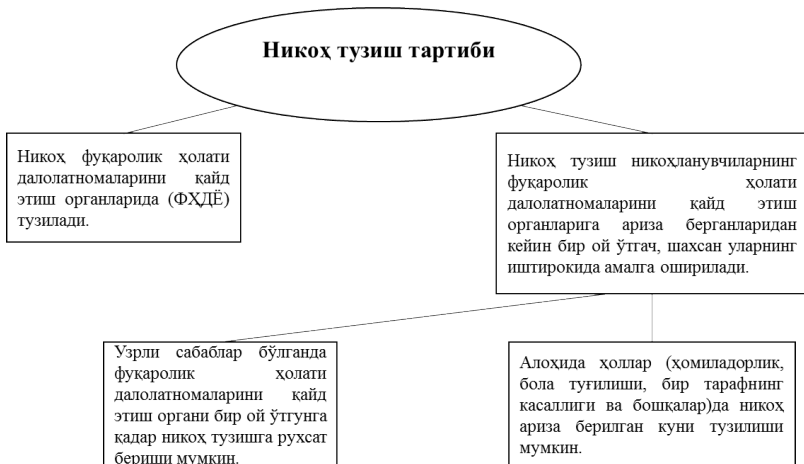 Никоҳ тузиш тартиби
Никоҳ фуқаролик ҳолати
далолатномаларини қайд
этиш органларида (ФҲДЁ)
тузилади.
Никоҳ тузиш никоҳланувчиларнинг
фуқаролик ҳолати
далолатномаларини қайд этиш
органларига ариза берганларидан
кейин бир ой ўтгач, шахсан уларнинг
иштирокида амалга оширилади.
Узрли сабаблар бўлганда
фуқаролик ҳолати
далолатномаларини қайд
этиш органи бир ой ўтгунга
қадар никоҳ тузишга рухсат
бериши мумкин.
Алоҳида ҳоллар (ҳомиладорлик,
бола туғилиши, бир тарафнинг
касаллиги ва бошқалар)да никоҳ
ариза берилган куни тузилиши
мумкин.